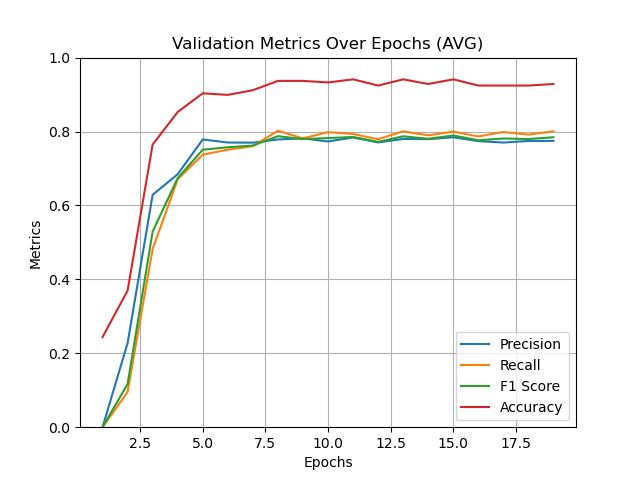 Validation Metrics Over Epochs (AVG)
1.0
0.8
0.6
0.4
0.2
0.0
Metrics
2.5 5.0 7.5 10.0 12.5 15.0 17.5
Epochs
Precision
Recall
F1 Score
Accuracy